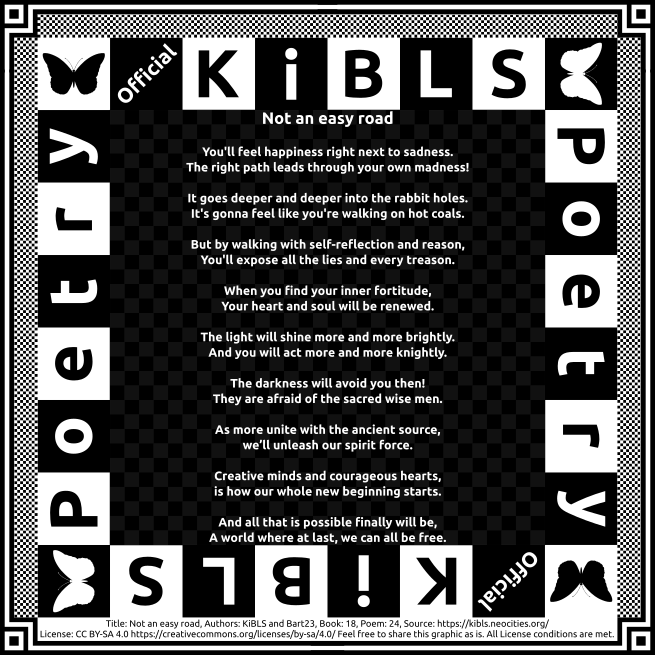 Official KiBLS
Poetry
Poetry
Not an easy road
You'll feel happiness right next to sadness.
The right path leads through your own madness!
It goes deeper and deeper into the rabbit holes.
It's gonna feel like you're walking on hot coals.
But by walking with self-reflection and reason,
You'll expose all the lies and every treason.
When you find your inner fortitude,
Your heart and soul will be renewed.
The light will shine more and more brightly.
And you will act more and more knightly.
The darkness will avoid you then!
They are afraid of the sacred wise men.
As more unite with the ancient source,
we’ll unleash our spirit force.
Creative minds and courageous hearts,
is how our whole new beginning starts.
And all that is possible finally will be,
A world where at last, we can all be free.
Official KiBLS
Title: Not an easy road, Authors: KiBLS and Bart23, Book: 18, Poem: 24, Source: https://kibls.neocities.org/
License: CC BY-SA 4.0 https://creativecommons.org/licenses/by-sa/4.0/ Feel free to share this graphic as is. All License conditions are met.